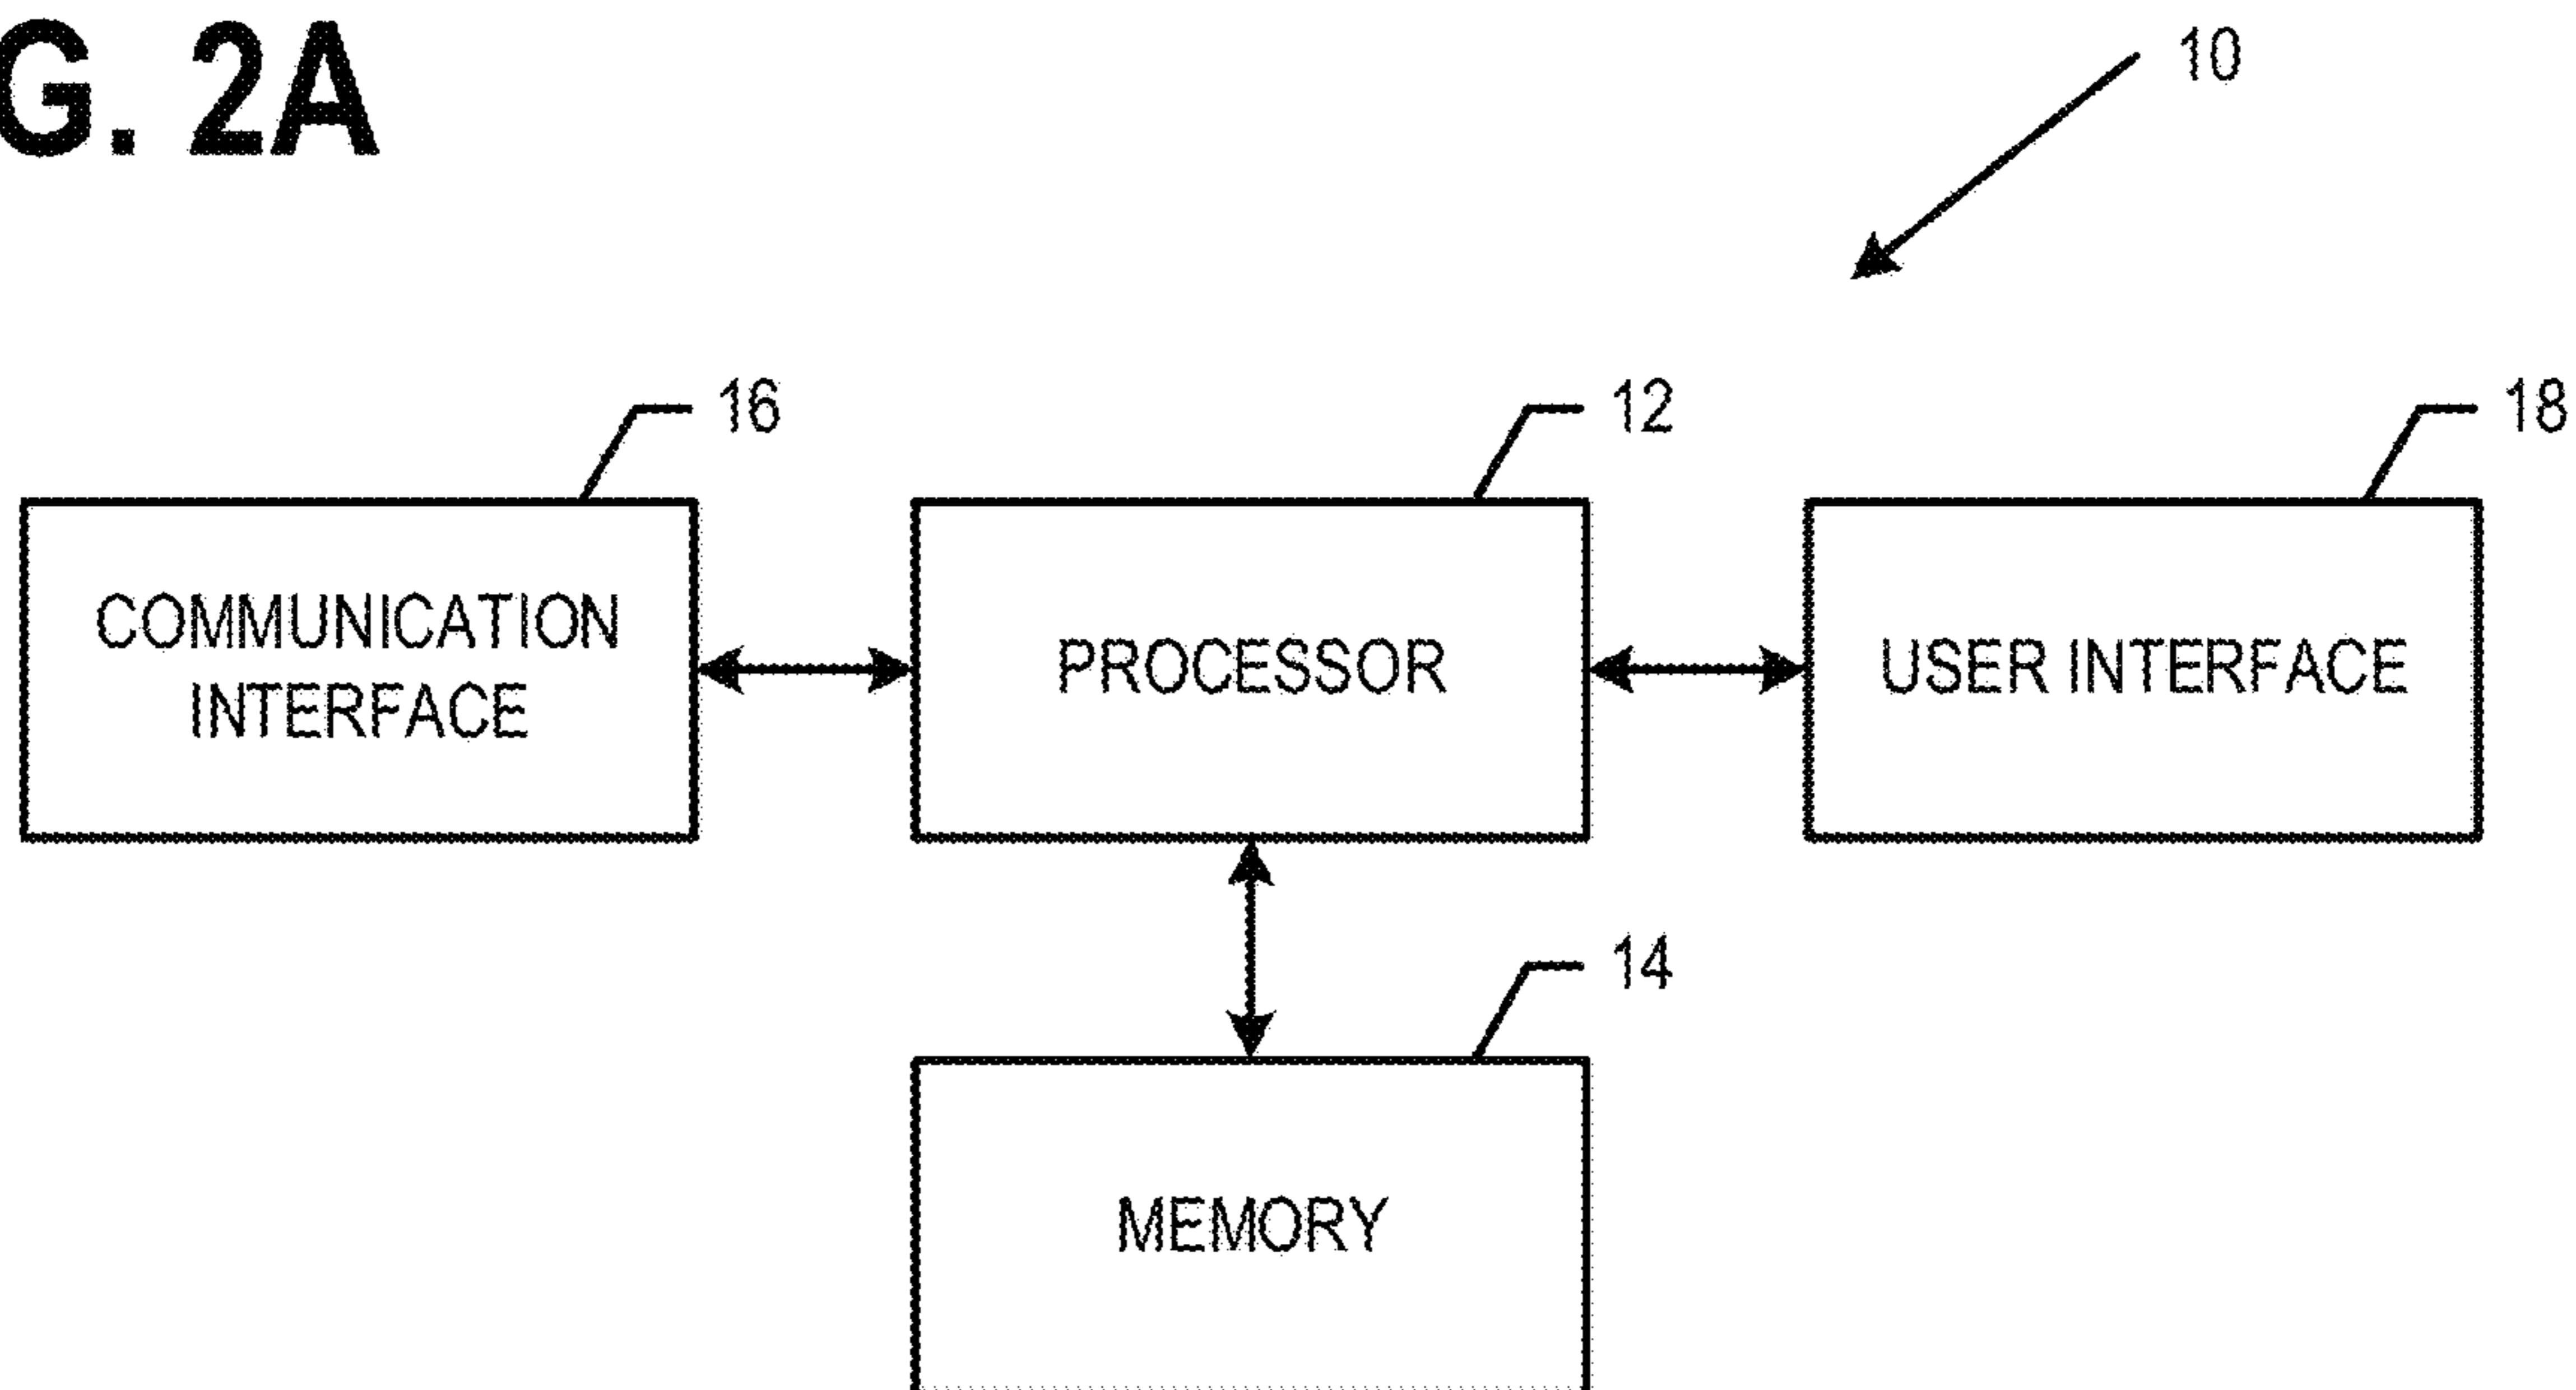 G. 2A
10
16
12
18
COMMUNICATION
INTERFACE
PROCESSOR
USER INTERFACE
14
MEMORY